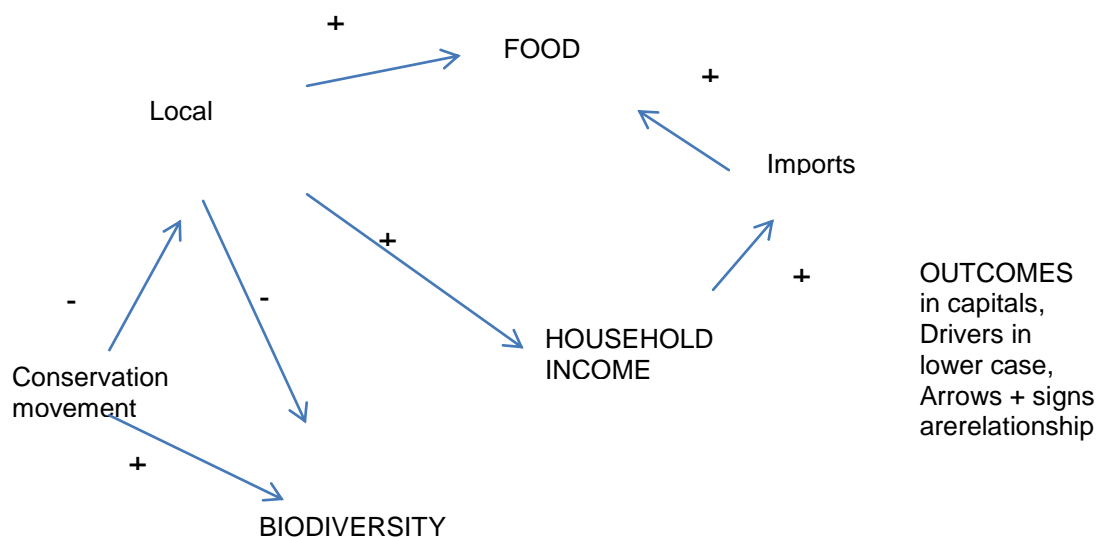 +
FOOD
+
Local
Imports
+
OUTCOMES
in capitals,
Drivers in
lower case,
Arrows + signs
arerelationship
+
-
-
HOUSEHOLD
INCOME
Conservation
movement
+
BIODIVERSITY